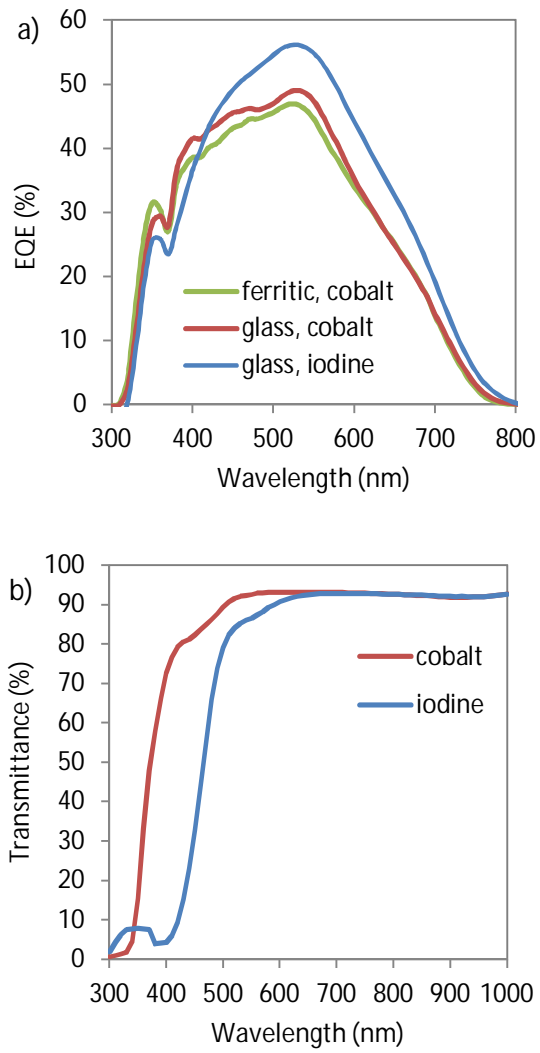 a)
EQE (%)
60
50
40
30
20
10
0
ferritic, cobalt
glass, cobalt
glass, iodine
300 400 500 600 700 800
Wavelength (nm)
b)
Transmittance (%)
100
90
80
70
60
50
40
30
20
10
0
cobalt
iodine
300 400 500 600 700 800 900 1000
Wavelength (nm)